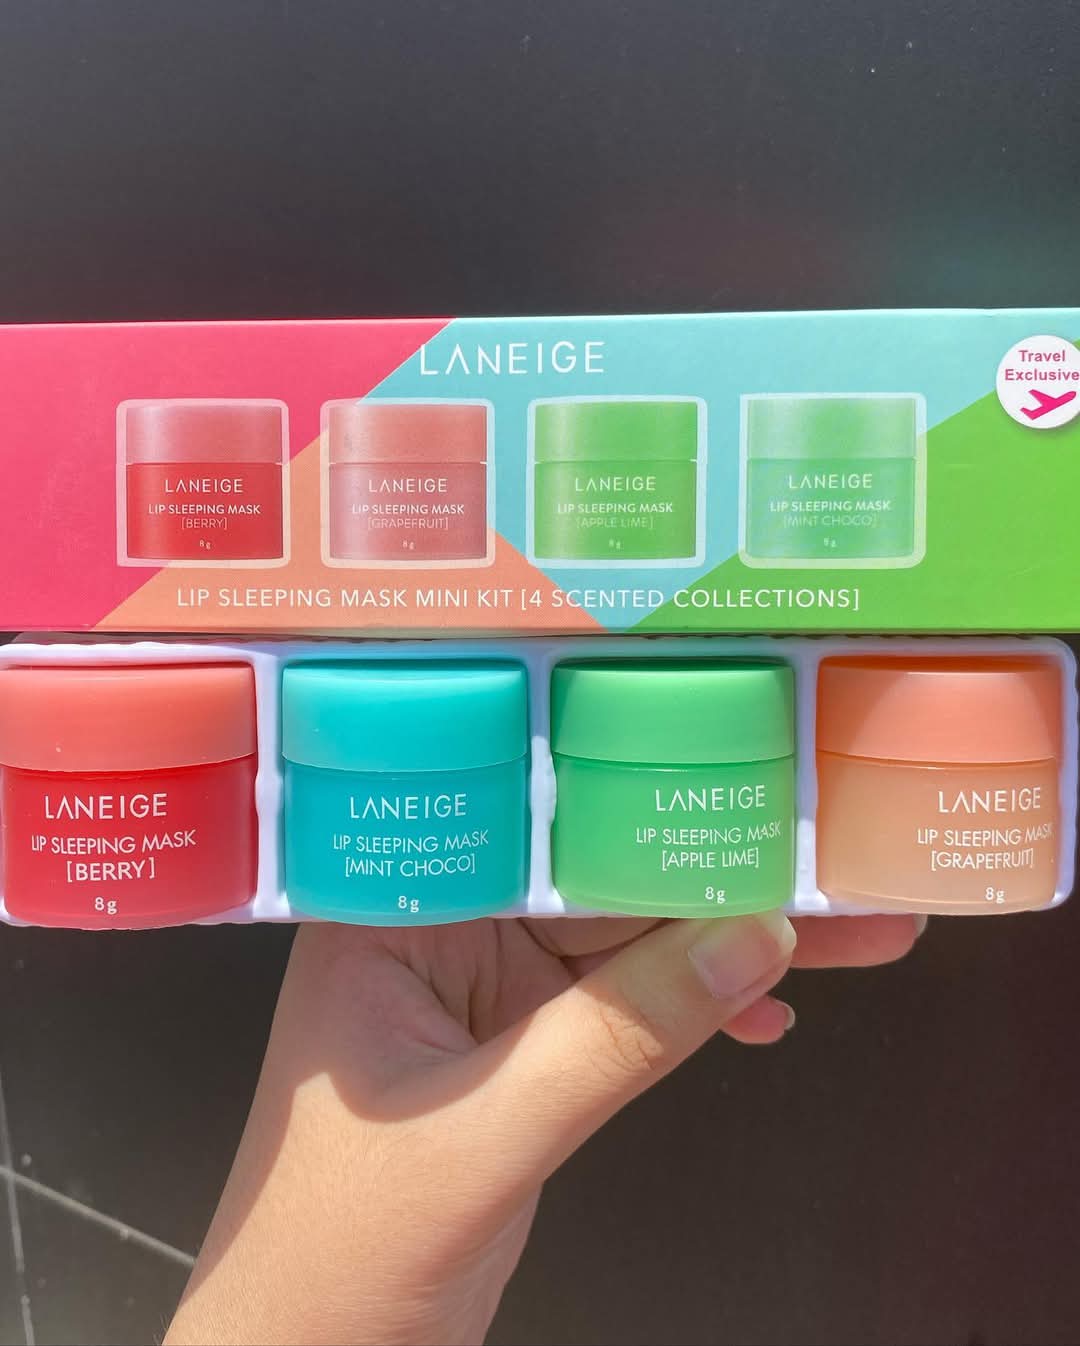 LANEIGE
Travel
Exclusive
LANEIGE
LIP SLEEPING MASK
[BERRY]
8g
LANEIGE
LIP SLEEPING MASK
[GRAPEFRUIT]
8g
LANEIGE
LIP SLEEPING MASK
[APPLE LIME]
8g
LANEIGE
LIP SLEEPING MASK
[MINT CHOCO]
8g
LIP SLEEPING MASK MINI KIT [4 SCENTED COLLECTIONS]
LANEIGE
LIP SLEEPING MASK
[BERRY]
8g
LANEIGE
LIP SLEEPING MASK
[MINT CHOCO]
8g
LANEIGE
LIP SLEEPING MASK
[APPLE LIME]
8g
LANEIGE
LIP SLEEPING MASK
[GRAPEFRUIT]
8g